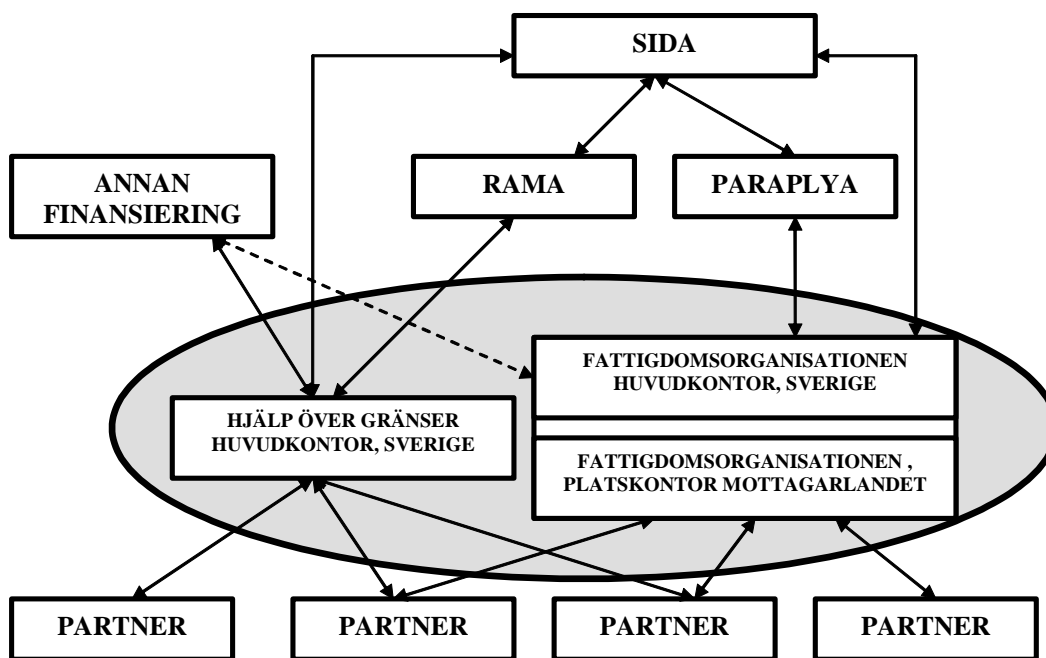 SIDA
RAMA
PARAPLYA
ANNAN
FINANSIERING
FATTIGDOMSORGANISATIONEN
HUVUDKONTOR, SVERIGE
HJÄLP ÖVER GRÄNSER
HUVUDKONTOR, SVERIGE
FATTIGDOMSORGANISATIONEN ,
PLATSKONTOR MOTTAGARLANDET
PARTNER
PARTNER
PARTNER
PARTNER